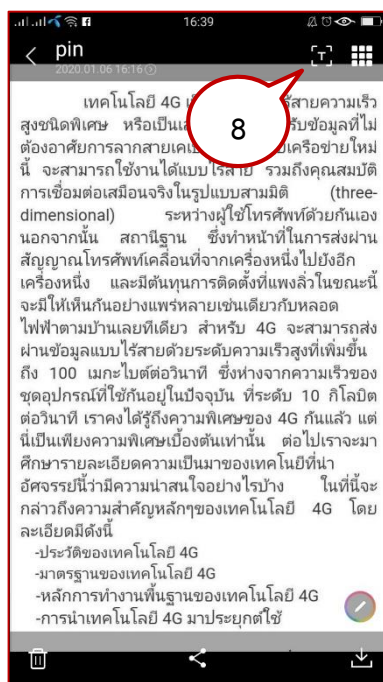 16:39
pin
2020.01.06 16:16
8
เทคโนโลยี 4G สายความเร็ว
สูงชนิดพิเศษ หรือเป็น รับข้อมูลที่ไม่
ต้องอาศัยการลากสายเคเบิล เครือข่ายใหม่
นี้ จะสามารถใช้งานได้แบบไร้สาย รวมถึงคุณสมบัติ
การเชื่อมต่อเสมือนจริงในรูปแบบสามมิติ (three-
dimensional) ระหว่างผู้ใช้โทรศัพท์ด้วยกันเอง
นอกจากนั้น สถานีฐาน ซึ่งทำหน้าที่ในการส่งผ่าน
สัญญาณโทรศัพท์เคลื่อนที่จากเครื่องหนึ่งไปยังอีก
เครื่องหนึ่ง และมีต้นทุนการติดตั้งที่แพงลิ่วในขณะนี้
จะมีให้เห็นกันอย่างแพร่หลายเช่นเดียวกับหลอด
ไฟฟ้าตามบ้านเลยทีเดียว สำหรับ 4G จะสามารถส่ง
ผ่านข้อมูลแบบไร้สายด้วยระดับความเร็วสูงที่เพิ่มขึ้น
ถึง 100 เมกะไบต์ต่อวินาที ซึ่งห่างจากความเร็วของ
ชุดอุปกรณ์ที่ใช้กันอยู่ในปัจจุบัน ที่ระดับ 10 กิโลบิต
ต่อวินาที เราคงได้รู้ถึงความพิเศษของ 4G กันแล้ว แต่
นี่เป็นเพียงความพิเศษเบื้องต้นเท่านั้น ต่อไปเราจะมา
ศึกษารายละเอียดความเป็นมาของเทคโนยีที่น่า
อัศจรรย์นี้ว่ามีความน่าสนใจอย่างไรบ้าง ในที่นี้จะ
กล่าวถึงความสำคัญหลักๆของเทคโนโลยี 4G โดย
ละเอียดมีดังนี้
-ประวัติของเทคโนโลยี 4G
-มาตรฐานของเทคโนโลยี 4G
-หลักการทำงานพื้นฐานของเทคโนโลยี 4G
-การนำเทคโนโลยี 4G มาประยุกต์ใช้